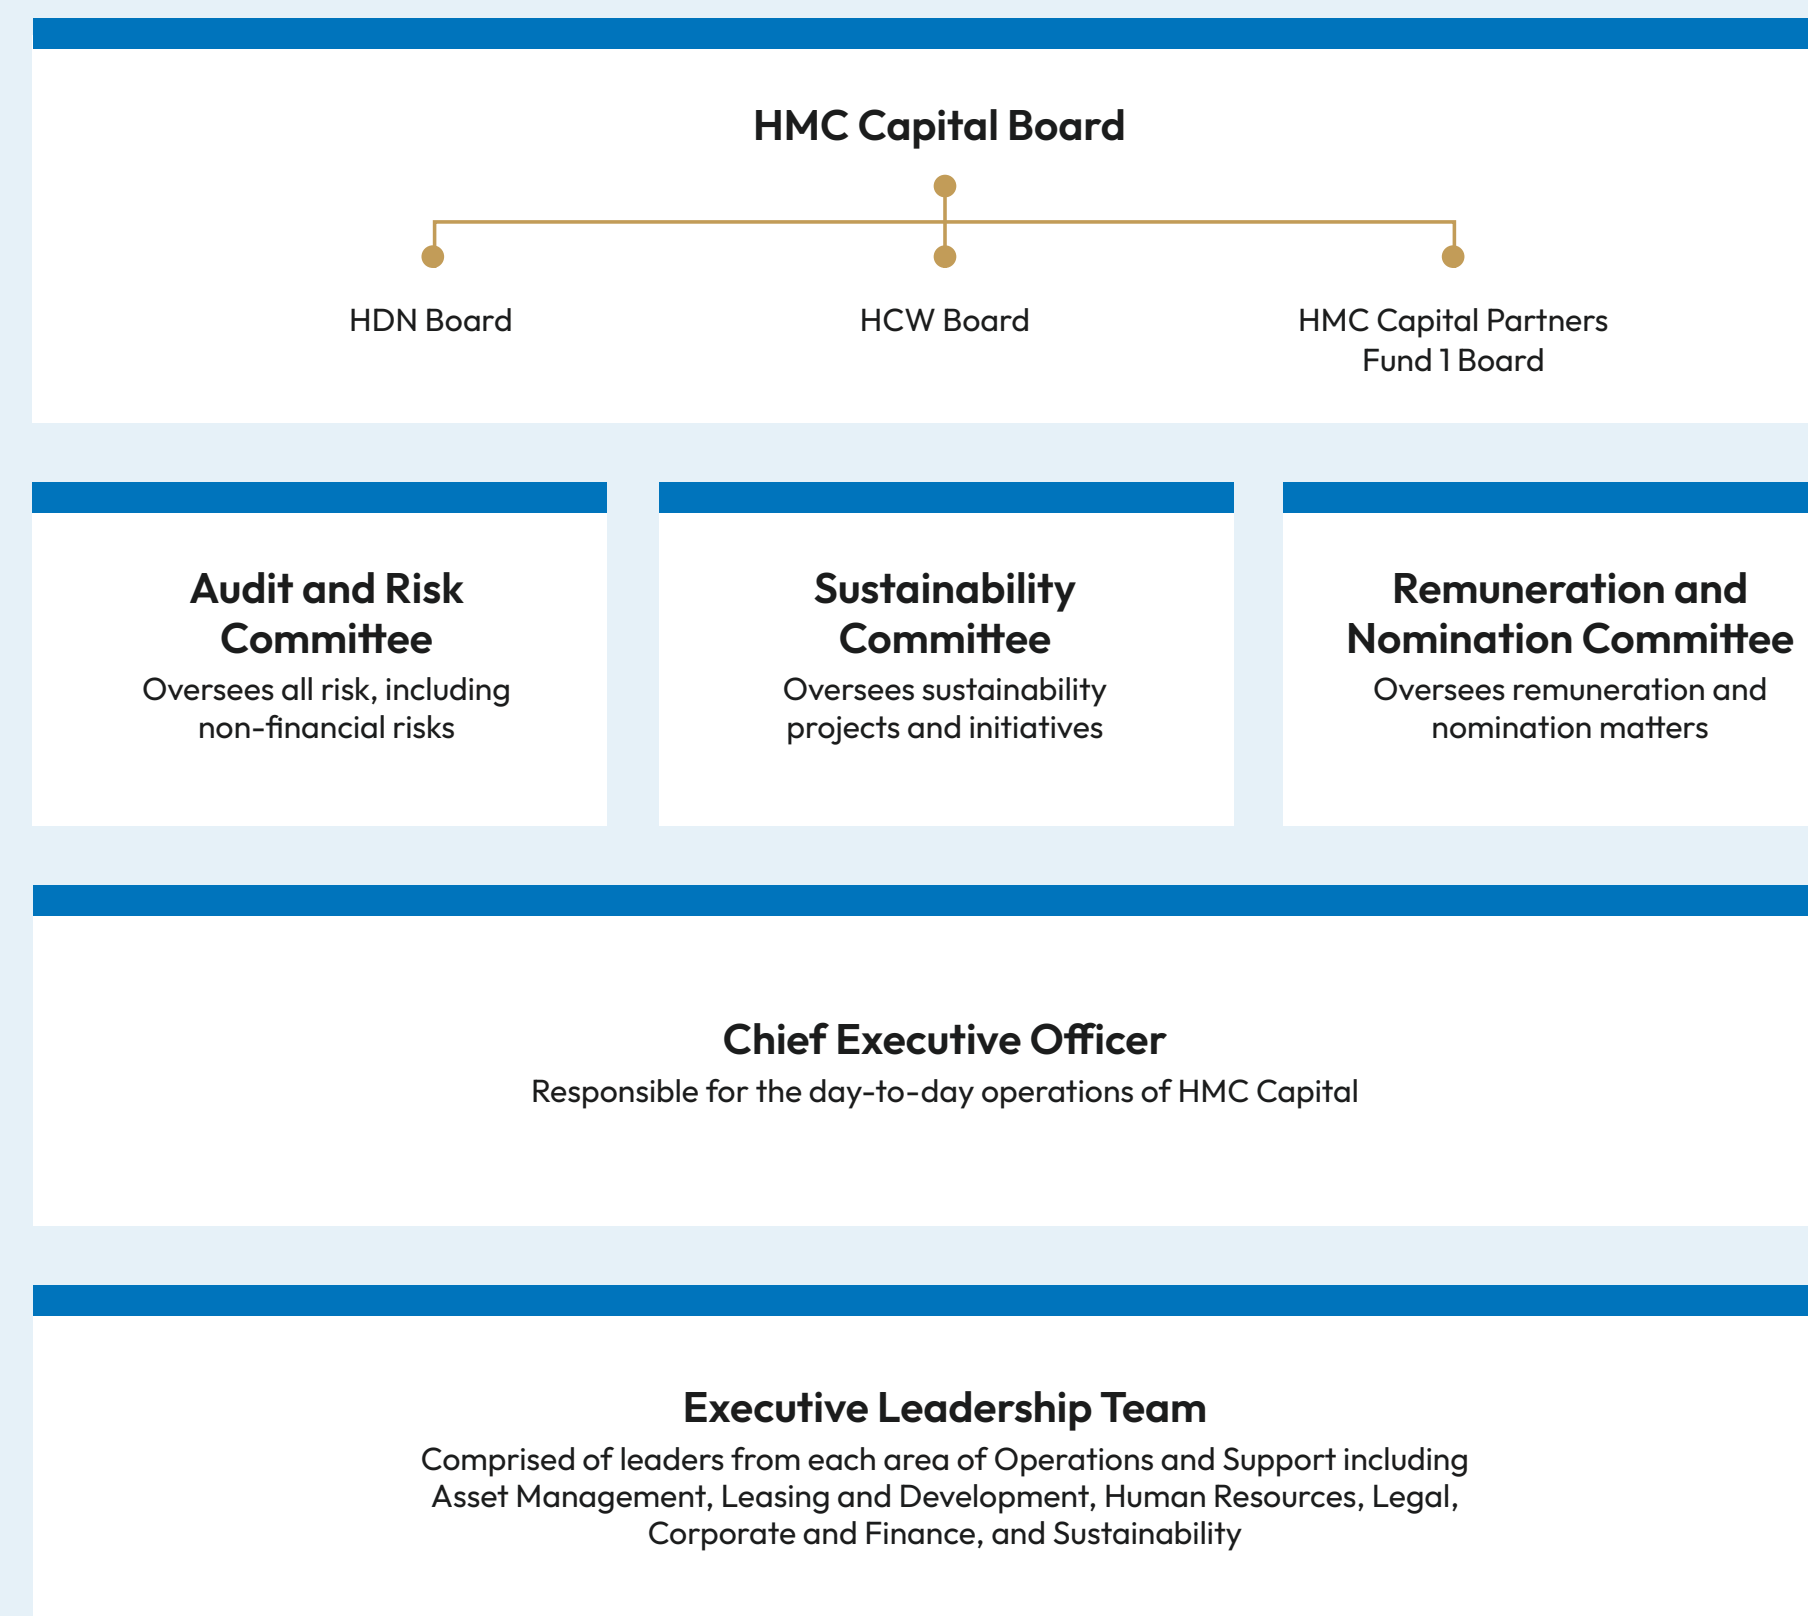 HMC Capital Board
HDN Board
HCW Board
HMC Capital Partners
Fund 1 Board
Audit and Risk
Committee
Oversees all risk, including
non-financial risks
Sustainability
Committee
Oversees sustainability
projects and initiatives
Remuneration and
Nomination Committee
Oversees remuneration and
nomination matters
Chief Executive Officer
Responsible for the day-to-day operations of HMC Capital
Executive Leadership Team
Comprised of leaders from each area of Operations and Support including
Asset Management, Leasing and Development, Human Resources, Legal,
Corporate and Finance, and Sustainability